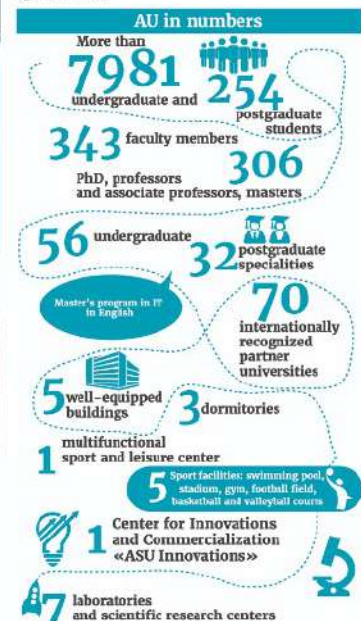 AU in numbers
More than
7981
undergraduate and 254
postgraduate
students
343 faculty members
306
PhD, professors
and associate professors, masters
56 undergraduate
32 postgraduate
specialities
Master's program in IT
in English
70
internationally
recognized
partner
universities
5 well-equipped
buildings
3 dormitories
1 multifunctional
sport and leisure center
5 Sport facilities: swimming pool,
stadium, gym, football field,
basketball and valleyball courts
1 Center for Innovations
and Commercialization
«ASU Innovations»
7 laboratories
and scientific research centers